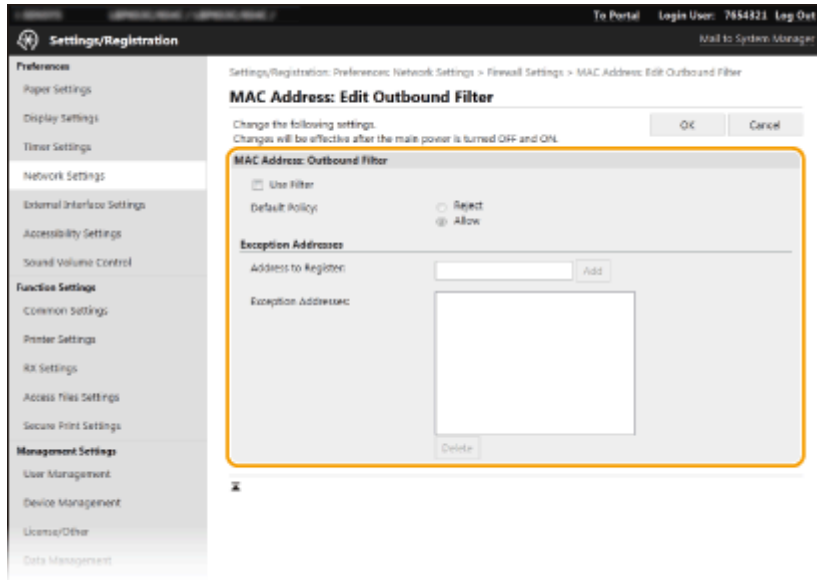 To Portal Login User: 7654321 Log Out
Settings/Registration
Mail to System Manager
Preferences
Paper Settings
Display Settings
Timer Settings
Network Settings
External Interface Settings
Accessibility Settings
Sound Volume Control
Function Settings
Common Settings
Printer Settings
RX Settings
Access Files Settings
Secure Print Settings
Management Settings
User Management
Device Management
License/Other
Data Management
Settings/Registration: Preferences: Network Settings > Firewall Settings > MAC Address: Edit Outbound Filter
MAC Address: Edit Outbound Filter
Change the following settings.
Changes will be effective after the main power is turned OFF and ON.
OK Cancel
MAC Address: Outbound Filter
Use Filter
Default Policy:
Reject
Allow
Exception Addresses
Address to Register:
Add
Exception Addresses:
Delete